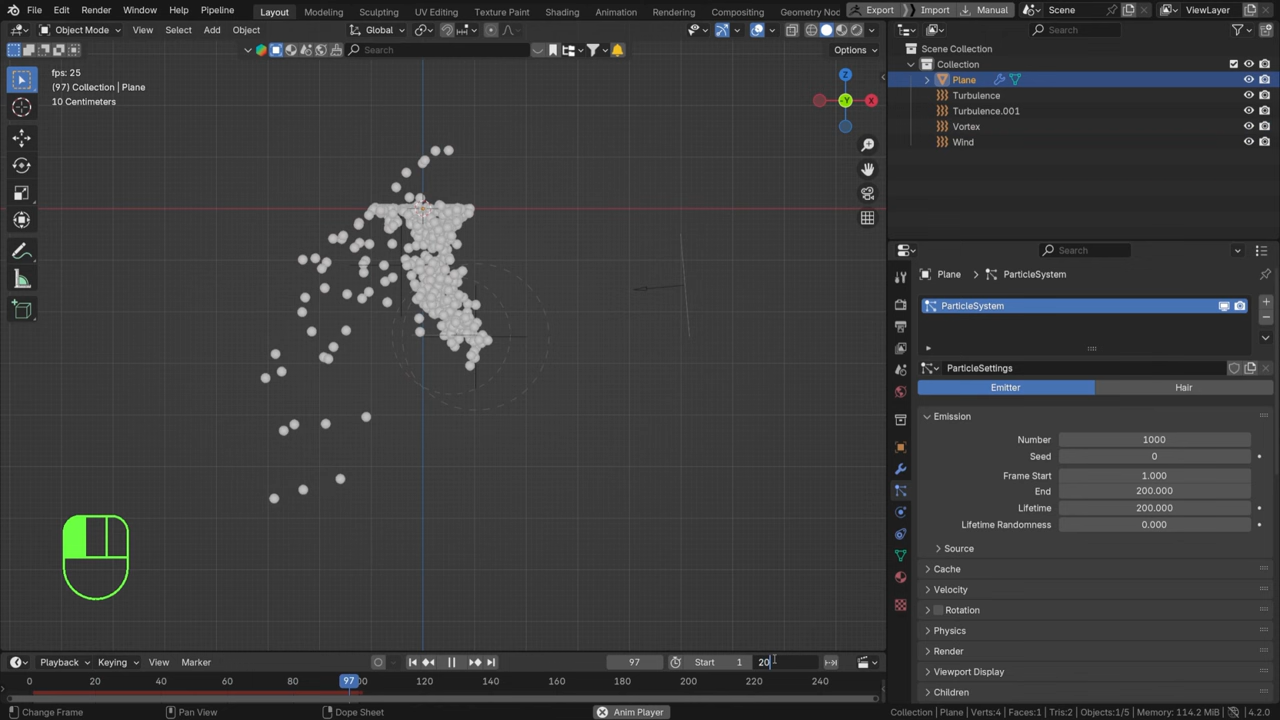 File Edit Render Window Help Pipeline Layout Modeling Sculpting UV Editing Texture Paint Shading Animation Rendering Compositing Geometry Noc Export Import Manual Scene ViewLayer
Object Mode View Select Add Object Global
Search
Options
fps: 25
(97) Collection | Plane
10 Centimeters
Z
-Y
X
Search
Scene Collection
Collection
Plane
Turbulence
Turbulence.001
Vortex
Wind
Search
Plane ParticleSystem
ParticleSystem
ParticleSettings
Emitter Hair
Emission
Number 1000
Seed 0
Frame Start 1.000
End 200.000
Lifetime 200.000
Lifetime Randomness 0.000
Source
Cache
Velocity
Rotation
Physics
Render
Viewport Display
Children
Playback Keying View Marker 97 Start 1 20
0 20 40 60 80 97 00 120 140 160 180 200 220 240
Change Frame Pan View Dope Sheet Anim Player Collection | Plane | Verts:4 | Faces:1 | Tris:2 | Objects:1/5 | Memory: 114.2 MiB | 4.2.0